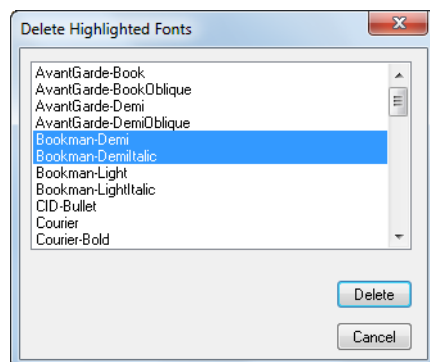 Delete Highlighted Fonts
AvantGarde-Book
AvantGarde-BookOblique
AvantGarde-Demi
AvantGarde-DemiOblique
Bookman-Demi
Bookman-DemiItalic
Bookman-Light
Bookman-LightItalic
CID-Bullet
Courier
Courier-Bold
Delete
Cancel